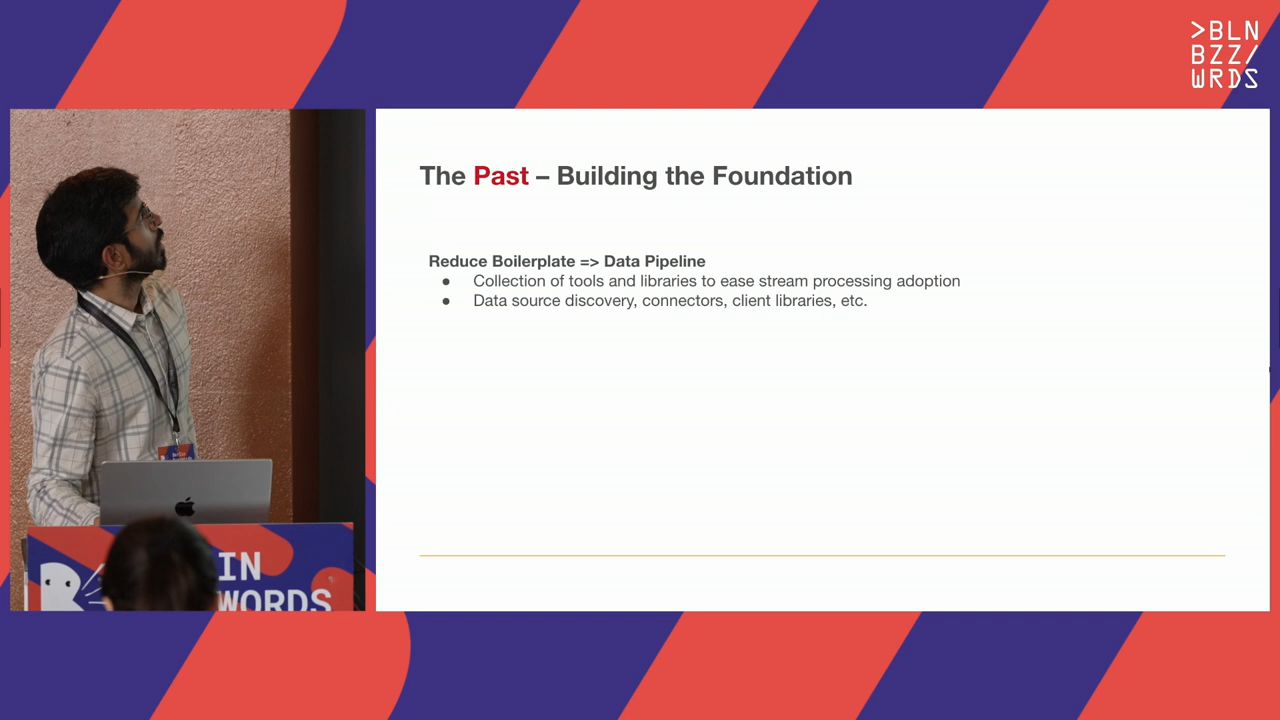 >BLN
BZZ/
WRDS
The Past – Building the Foundation
Reduce Boilerplate => Data Pipeline
● Collection of tools and libraries to ease stream processing adoption
● Data source discovery, connectors, client libraries, etc.
IN
WORDS